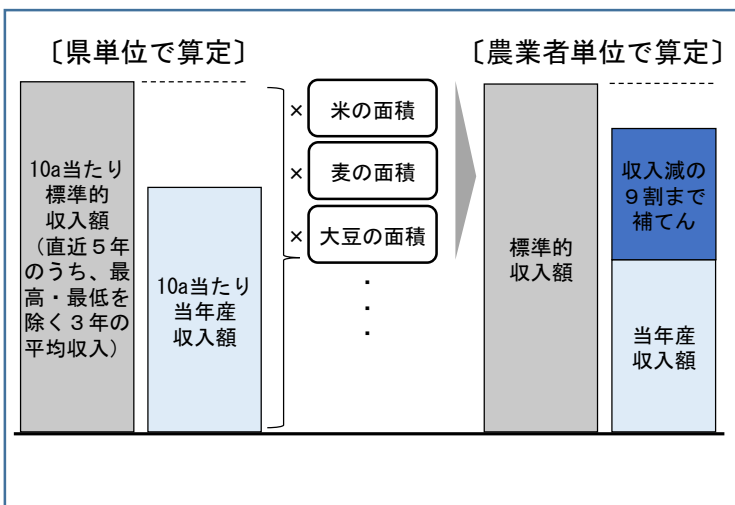 〔県単位で算定〕
〔農業者単位で算定〕
10a当たり
標準的
収入額
（直近５年
のうち、最
高・最低を
除く３年の
平均収入）
10a当たり
当年産
収入額
×
米の面積
×
麦の面積
×
大豆の面積
・
・
・
標準的
収入額
収入減の
９割まで
補てん
当年産
収入額